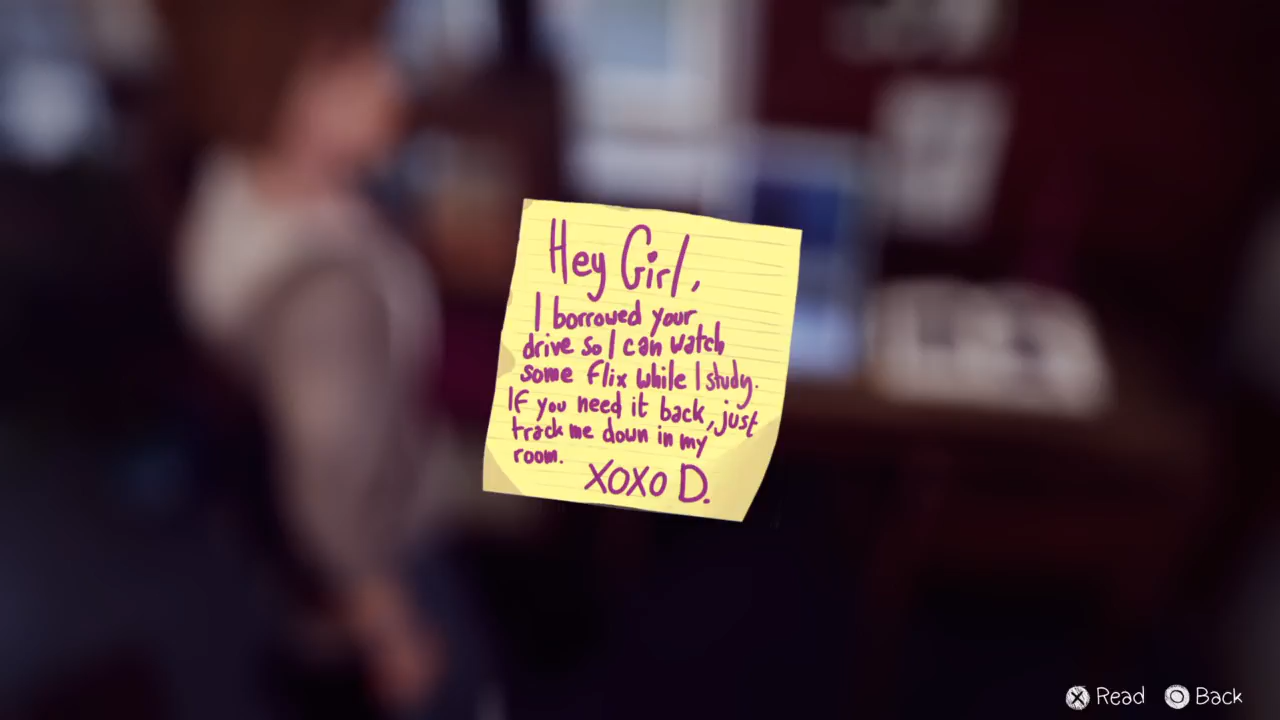 Hey Girl,
I borrowed your
drive so I can watch
some flix while I study.
If you need it back, just
track me down in my
room.
XOXO D.
Read Back